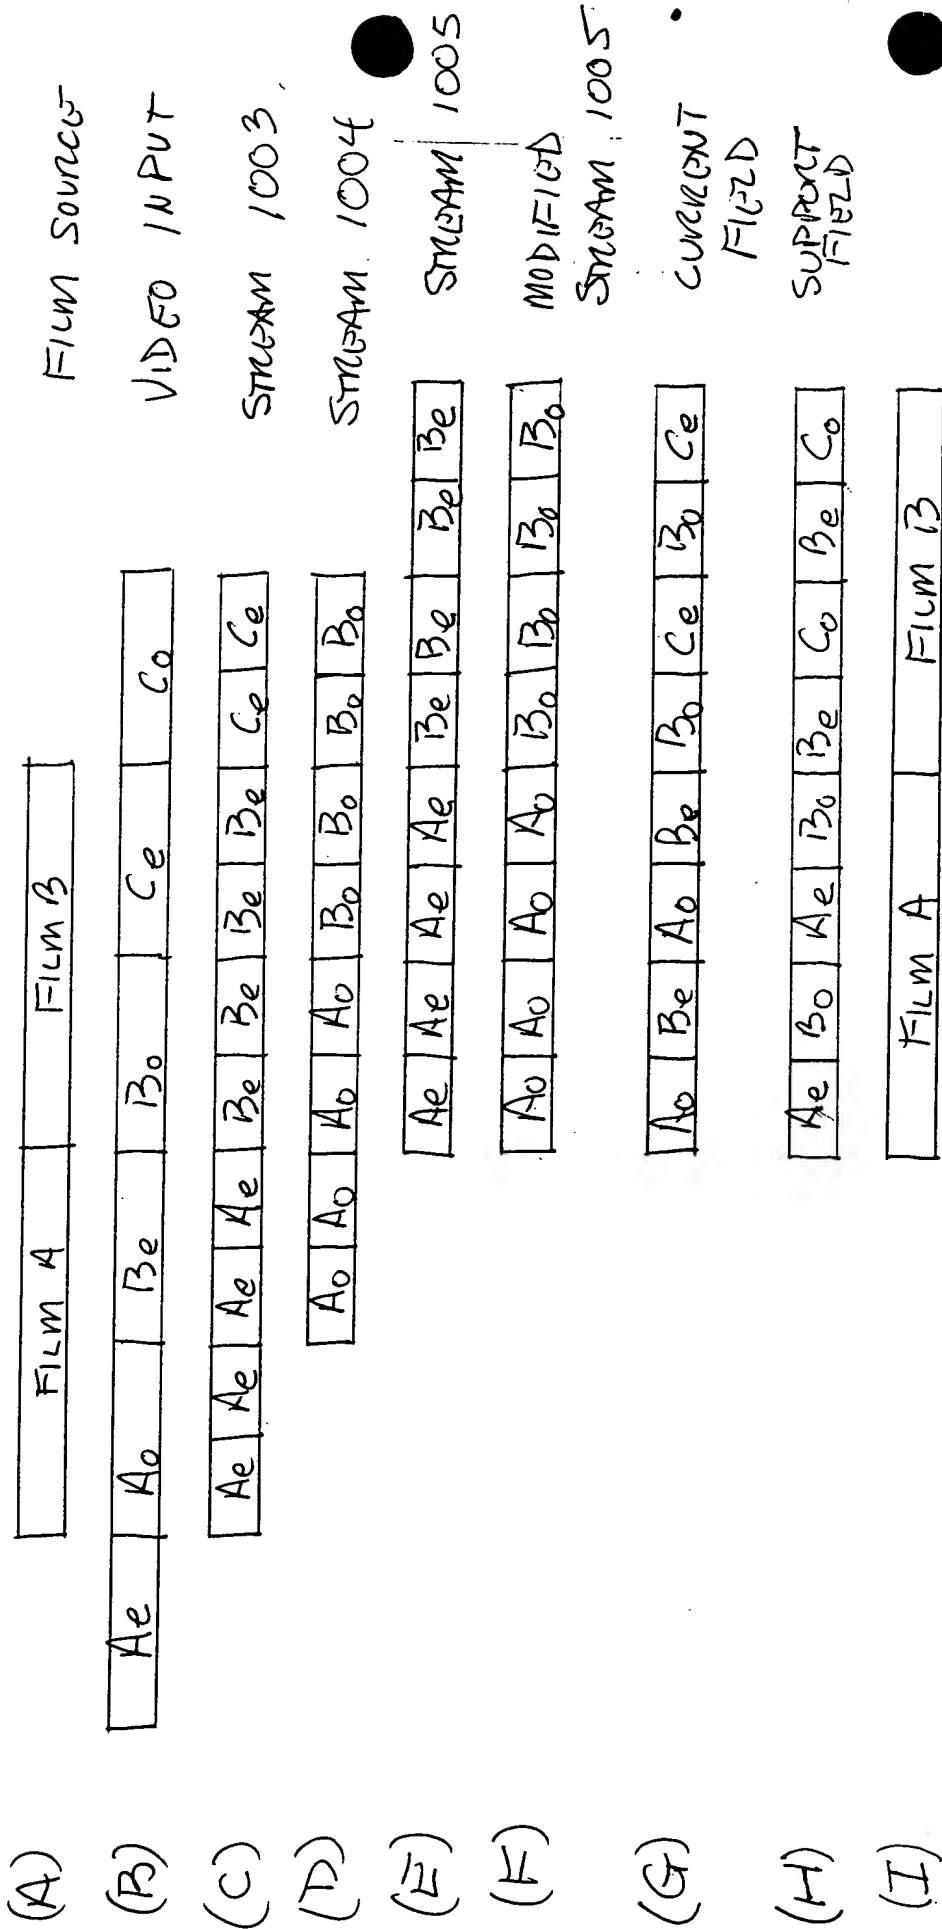 (A) FILM A FILM B FILM SOURCE
(B) Ae Ao Be Bo Ce Co VIDEO INPUT
(C) Ae Ae Ae Ae Be Be Be Be Ce Ce STREAM 1003.
(D) Ao Ao Ao Ao Bo Bo Bo Bo STREAM. 1004
(E) Ae Ae Ae Ae Be Be Be Be STREAM 1005
(F) Ao Ao Ao Ao Bo Bo Bo Bo MODIFIED
STREAM. 1005
(G) Ao Be Ao Be Bo Ce Bo Ce CURRENT
FIELD
(H) Ae Bo Ae Bo Be Co Be Co SUPPORT
FIELD
(I) FILM A FILM B